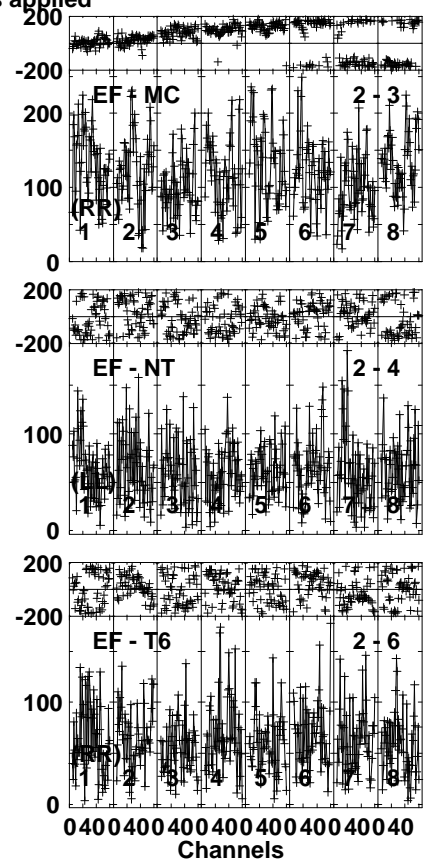 s applied
200
-200
EF - MC 2 - 3
200
100
(RR)
1 2 3 4 5 6 7 8
0
200
-200
EF - NT 2 - 4
100
(LL)
1 2 3 4 5 6 7 8
0
200
-200
EF - T6 2 - 6
100
(RR)
1 2 3 4 5 6 7 8
0
0 40 0 40 0 40 0 40 0 40 0 40 0 40 0 40
Channels